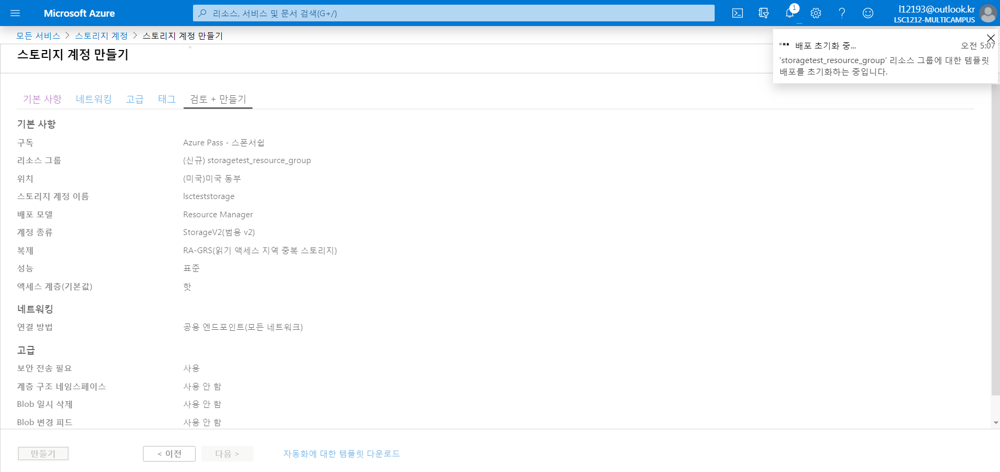 Microsoft Azure
리소스, 서비스 및 문서 검색(G+/)
1
l12193@outlook.kr
LSC1212-MULTICAMPUS
모든 서비스 > 스토리지 계정 > 스토리지 계정 만들기
스토리지 계정 만들기
배포 초기화 중... 오전 5:07
'storagetest_resource_group' 리소스 그룹에 대한 템플릿
배포를 초기화하는 중입니다.
기본 사항 네트워킹 고급 태그 검토 + 만들기
기본 사항
구독 Azure Pass - 스폰서쉽
리소스 그룹 (신규) storagetest_resource_group
위치 (미국)미국 동부
스토리지 계정 이름 lscteststorage
배포 모델 Resource Manager
계정 종류 StorageV2(범용 v2)
복제 RA-GRS(읽기 액세스 지역 중복 스토리지)
성능 표준
액세스 계층(기본값) 핫
네트워킹
연결 방법 공용 엔드포인트(모든 네트워크)
고급
보안 전송 필요 사용
계층 구조 네임스페이스 사용 안 함
Blob 일시 삭제 사용 안 함
Blob 변경 피드 사용 안 함
만들기 < 이전 다음 > 자동화에 대한 템플릿 다운로드